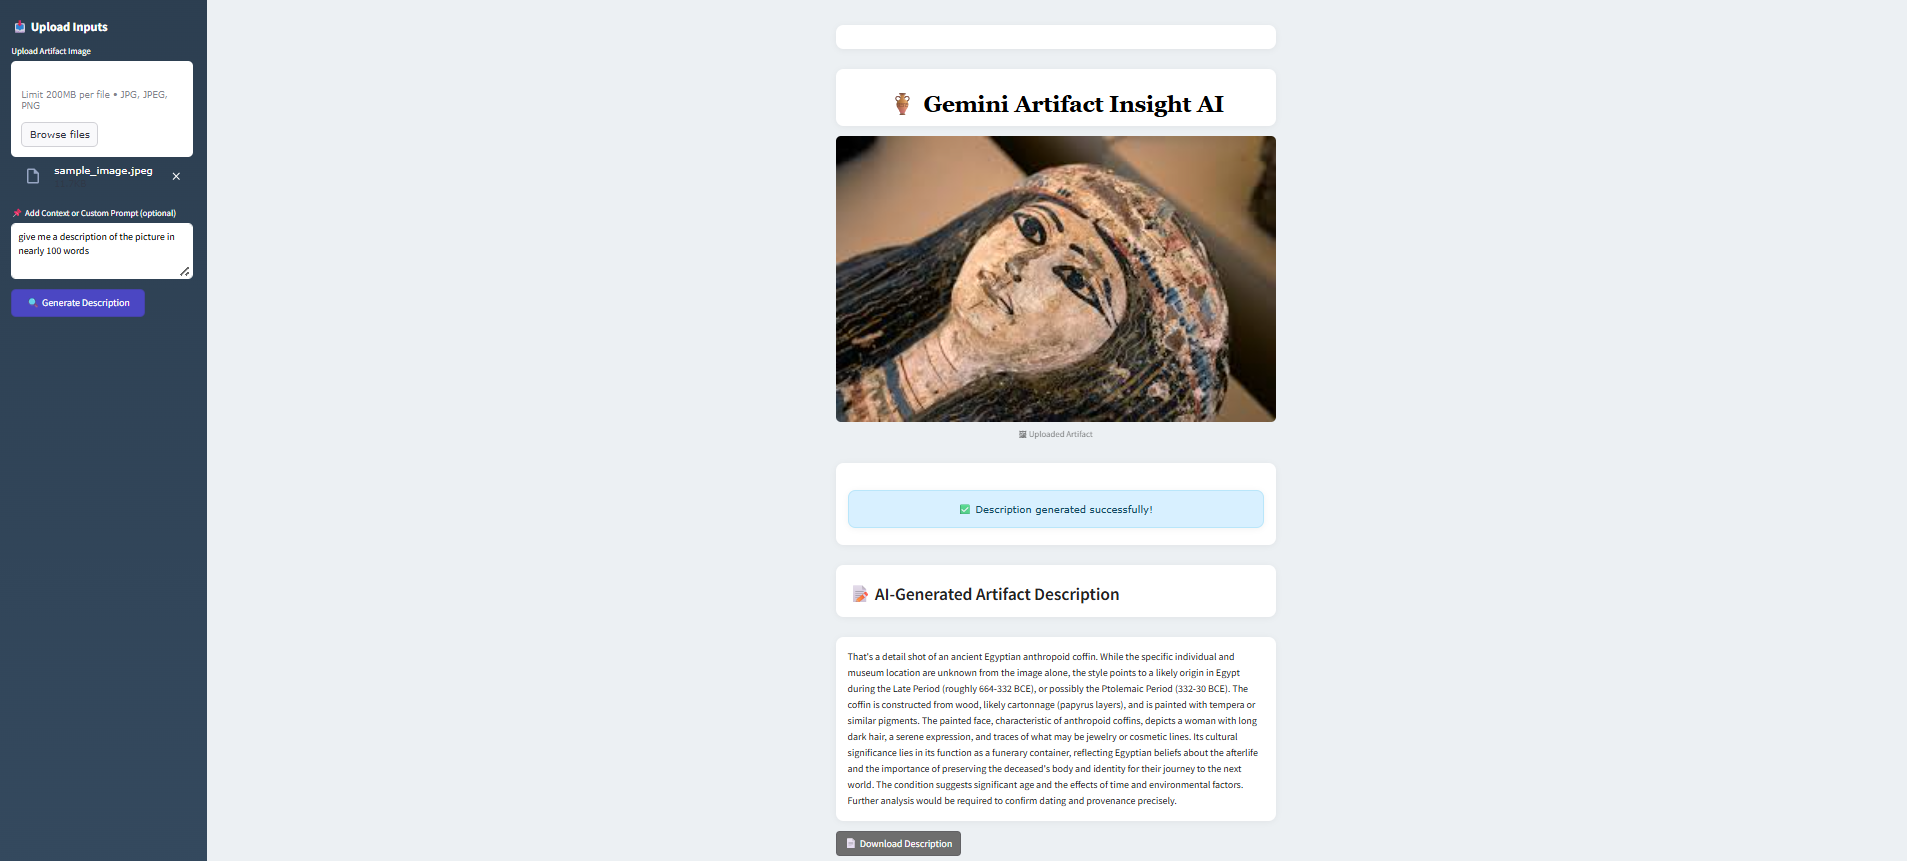 Upload Inputs
Upload Artifact Image
Limit 200MB per file • JPG, JPEG,
PNG
Browse files
sample_image.jpeg
Add Context or Custom Prompt (optional)
give me a description of the picture in
nearly 100 words
Generate Description
Gemini Artifact Insight AI
Uploaded Artifact
Description generated successfully!
AI-Generated Artifact Description
That's a detail shot of an ancient Egyptian anthropoid coffin. While the specific individual and
museum location are unknown from the image alone, the style points to a likely origin in Egypt
during the Late Period (roughly 664-332 BCE), or possibly the Ptolemaic Period (332-30 BCE). The
coffin is constructed from wood, likely cartonnage (papyrus layers), and is painted with tempera or
similar pigments. The painted face, characteristic of anthropoid coffins, depicts a woman with long
dark hair, a serene expression, and traces of what may be jewelry or cosmetic lines. Its cultural
significance lies in its function as a funerary container, reflecting Egyptian beliefs about the afterlife
and the importance of preserving the deceased's body and identity for their journey to the next
world. The condition suggests significant age and the effects of time and environmental factors.
Further analysis would be required to confirm dating and provenance precisely.
Download Description